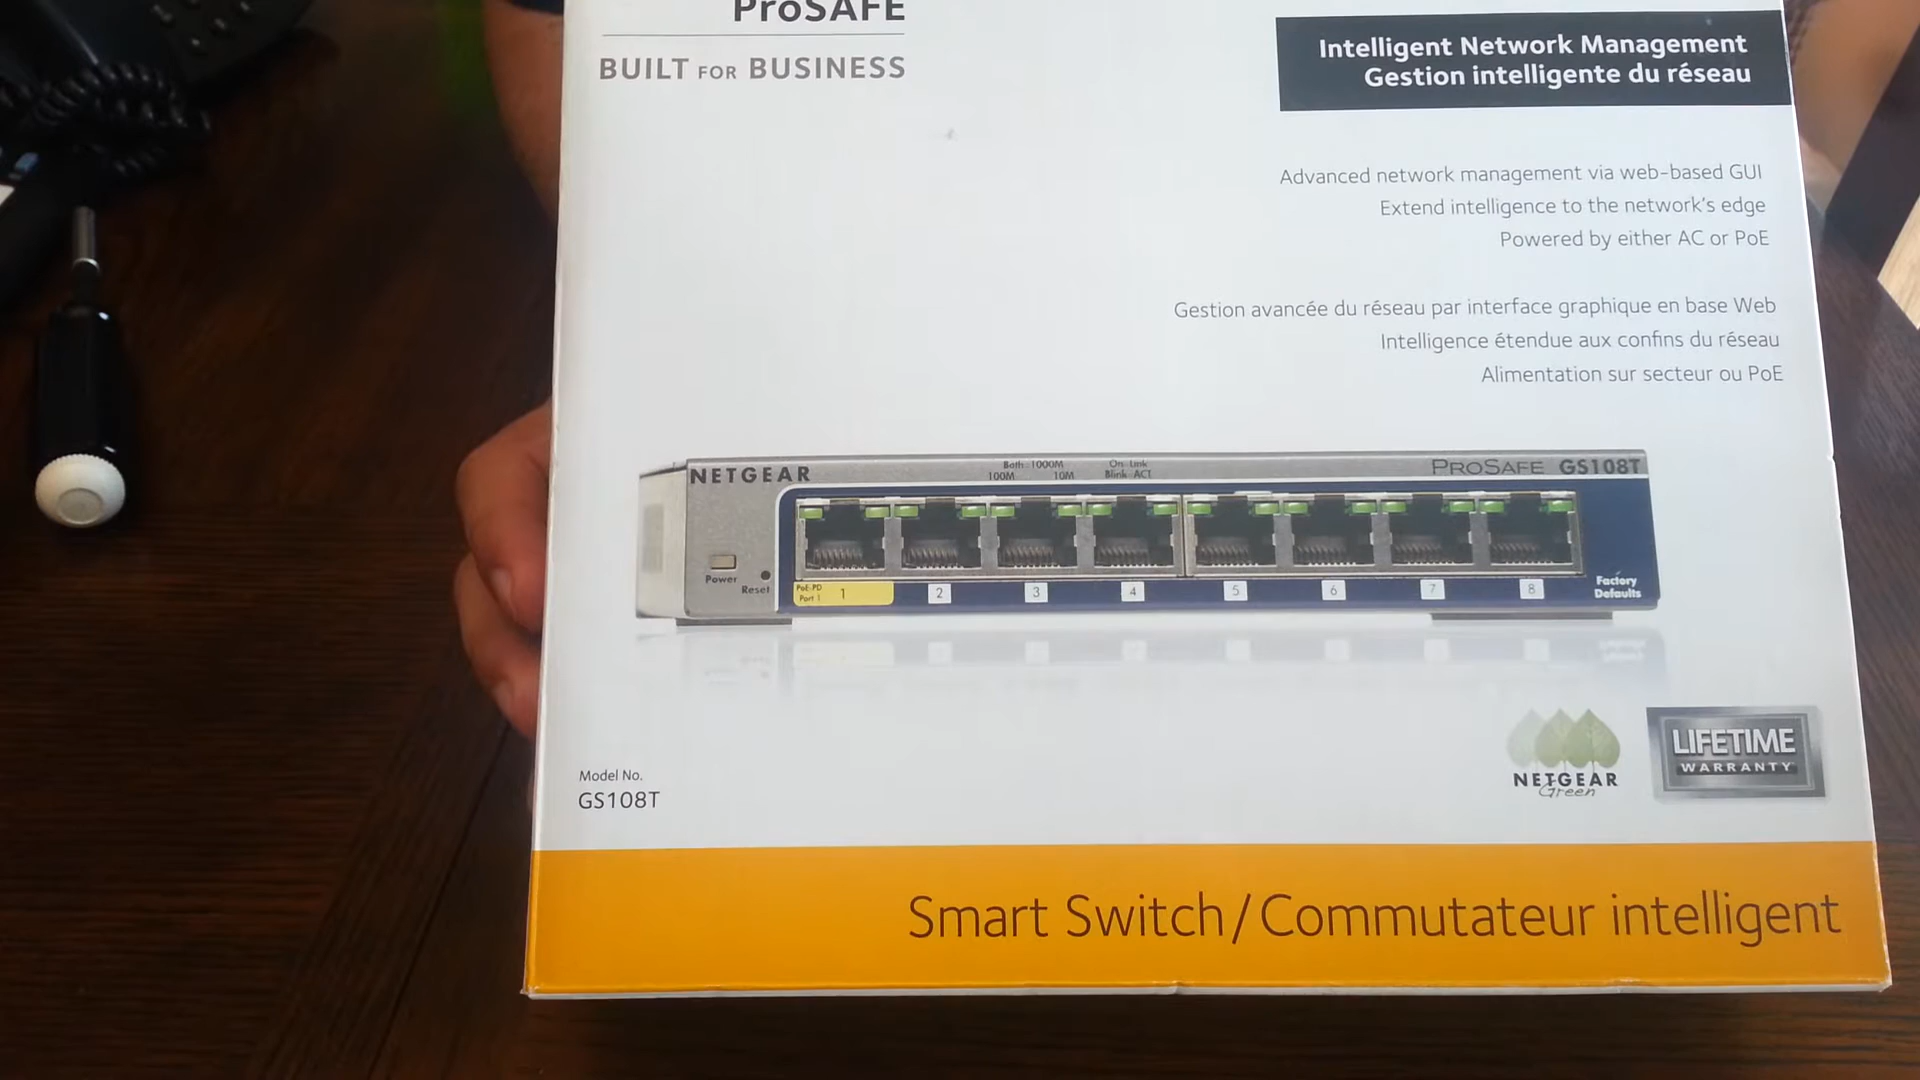 ProSAFE
BUILT FOR BUSINESS
Intelligent Network Management
Gestion intelligente du réseau
Advanced network management via web-based GUI
Extend intelligence to the network's edge
Powered by either AC or PoE
Gestion avancée du réseau par interface graphique en base Web
Intelligence étendue aux confins du réseau
Alimentation sur secteur ou PoE
NETGEAR
Both: 1000M
100M 10M
On: Link
Blink: ACT
PROSAFE GS108T
Power
Reset
PoE-PD
Port 1
1 2 3 4 5 6 7 8
Factory
Defaults
Model No.
GS108T
NETGEAR
Green
LIFETIME
WARRANTY
Smart Switch/Commutateur intelligent